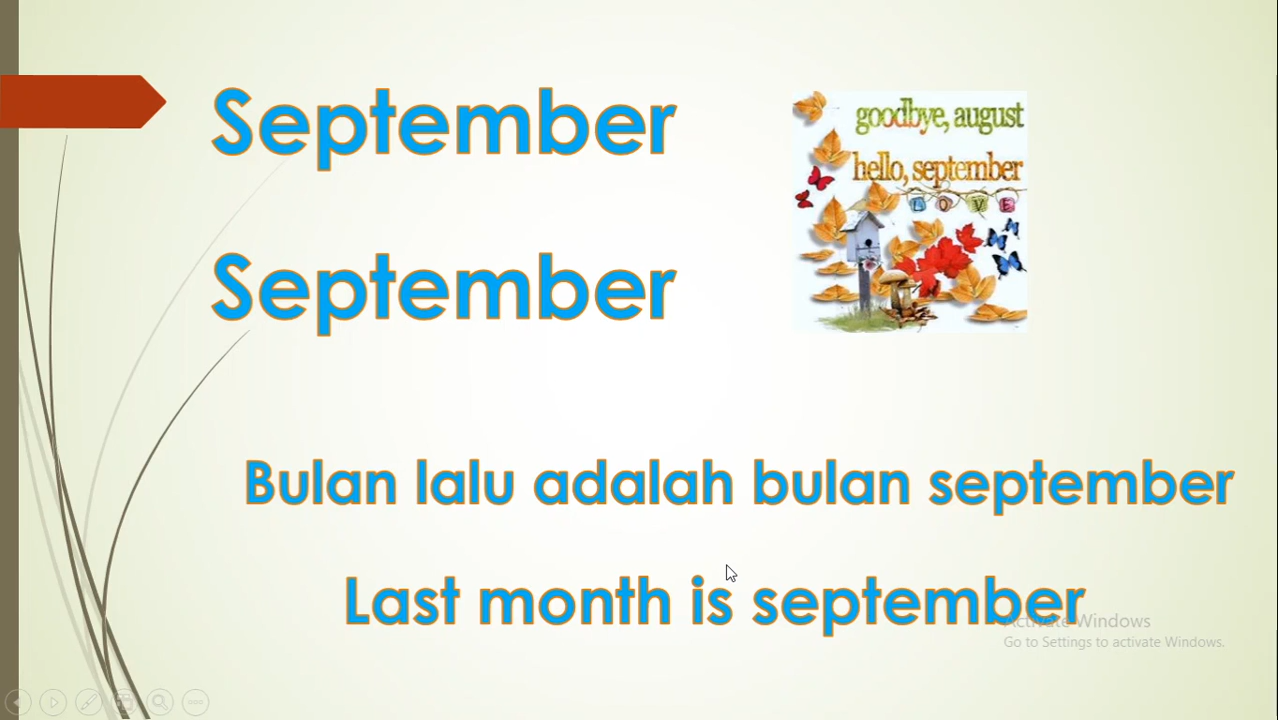 September
goodbye, august
hello, september
LOVE
September
Bulan lalu adalah bulan september
Last month is september
Activate Windows
Go to Settings to activate Windows.